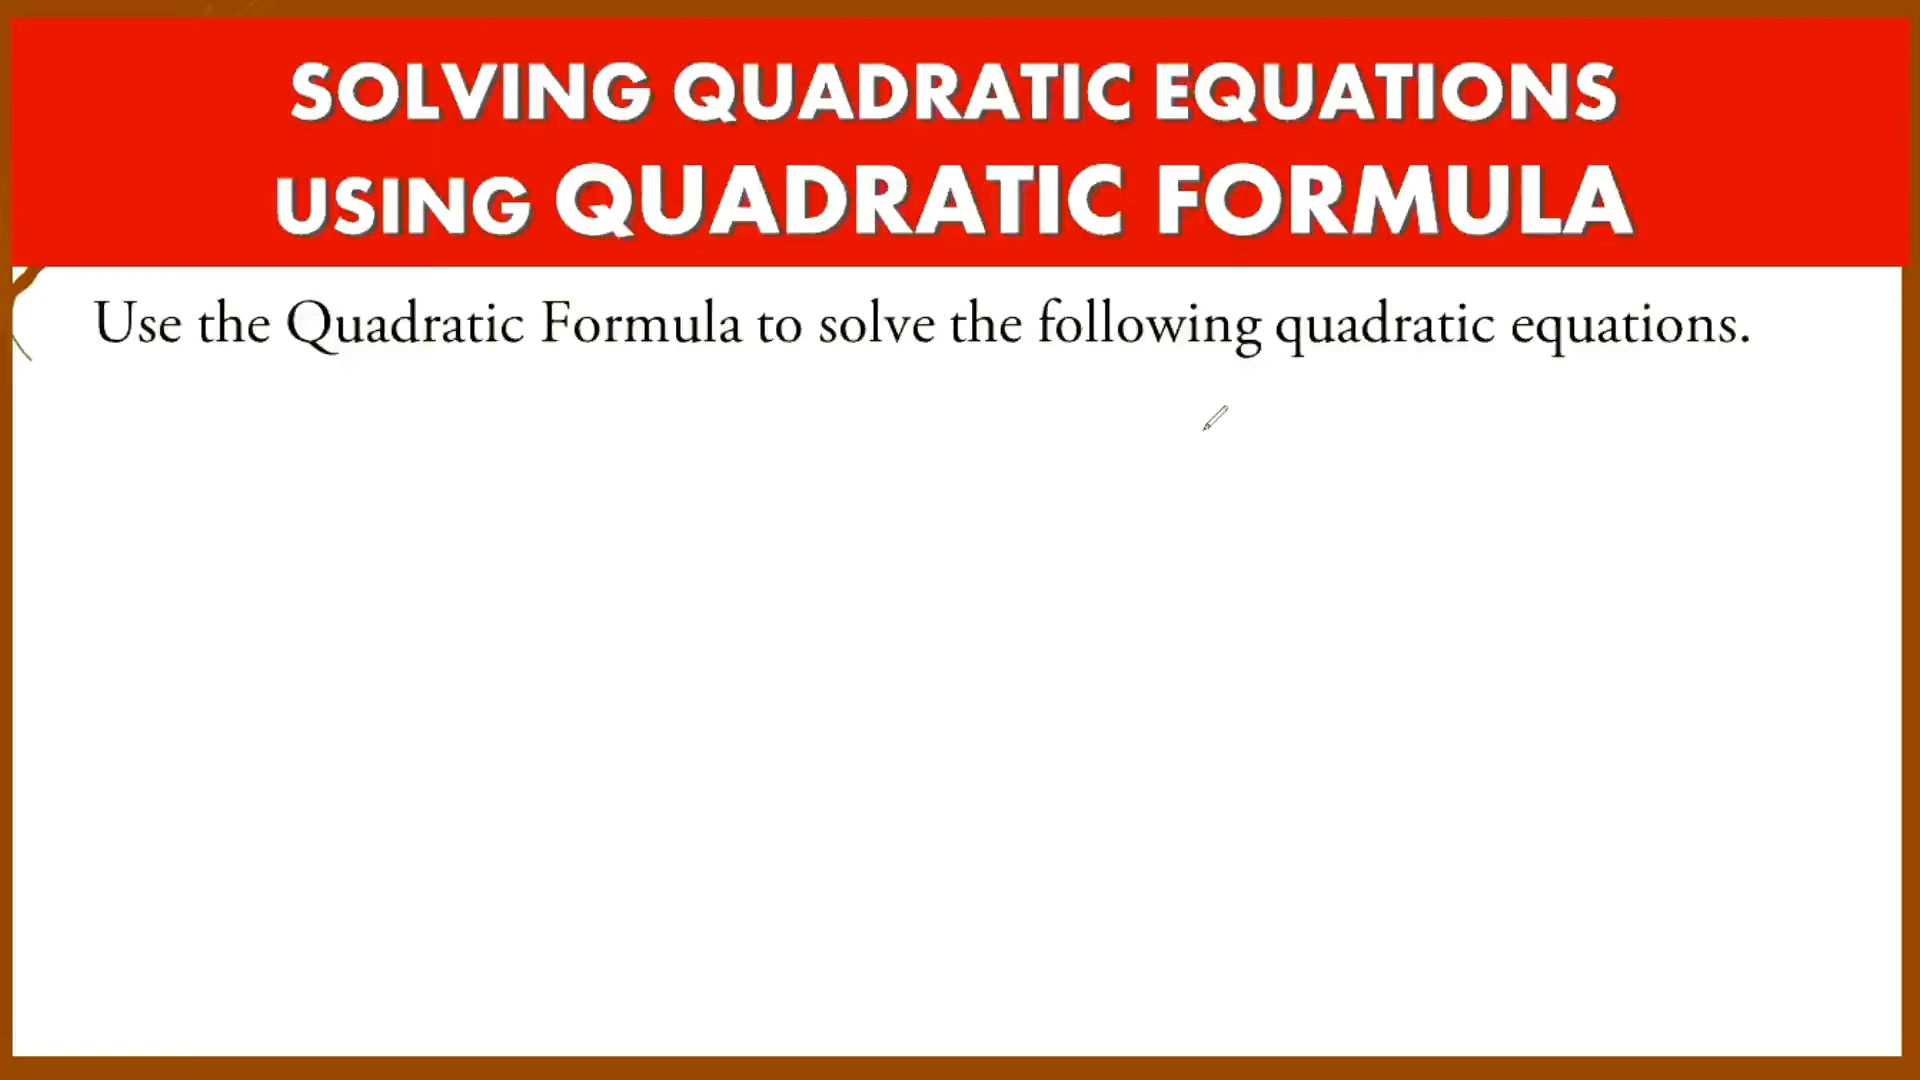 SOLVING QUADRATIC EQUATIONS
USING QUADRATIC FORMULA
Use the Quadratic Formula to solve the following quadratic equations.